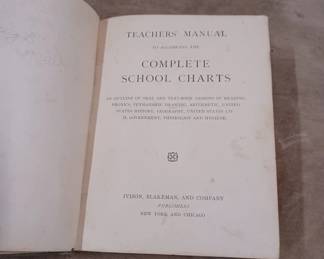 TEACHERS' MANUAL
TO ACCOMPANY THE
COMPLETE
SCHOOL CHARTS
AN OUTLINE OF ORAL AND TEXT-BOOK LESSONS IN READING,
PHONICS, PENMANSHIP, DRAWING, ARITHMETIC, UNITED
STATES HISTORY, GEOGRAPHY, UNITED STATES
GOVERNMENT, PHYSIOLOGY AND HYGIENE.
IVISON, BLAKEMAN, AND COMPANY
PUBLISHERS
NEW YORK AND CHICAGO